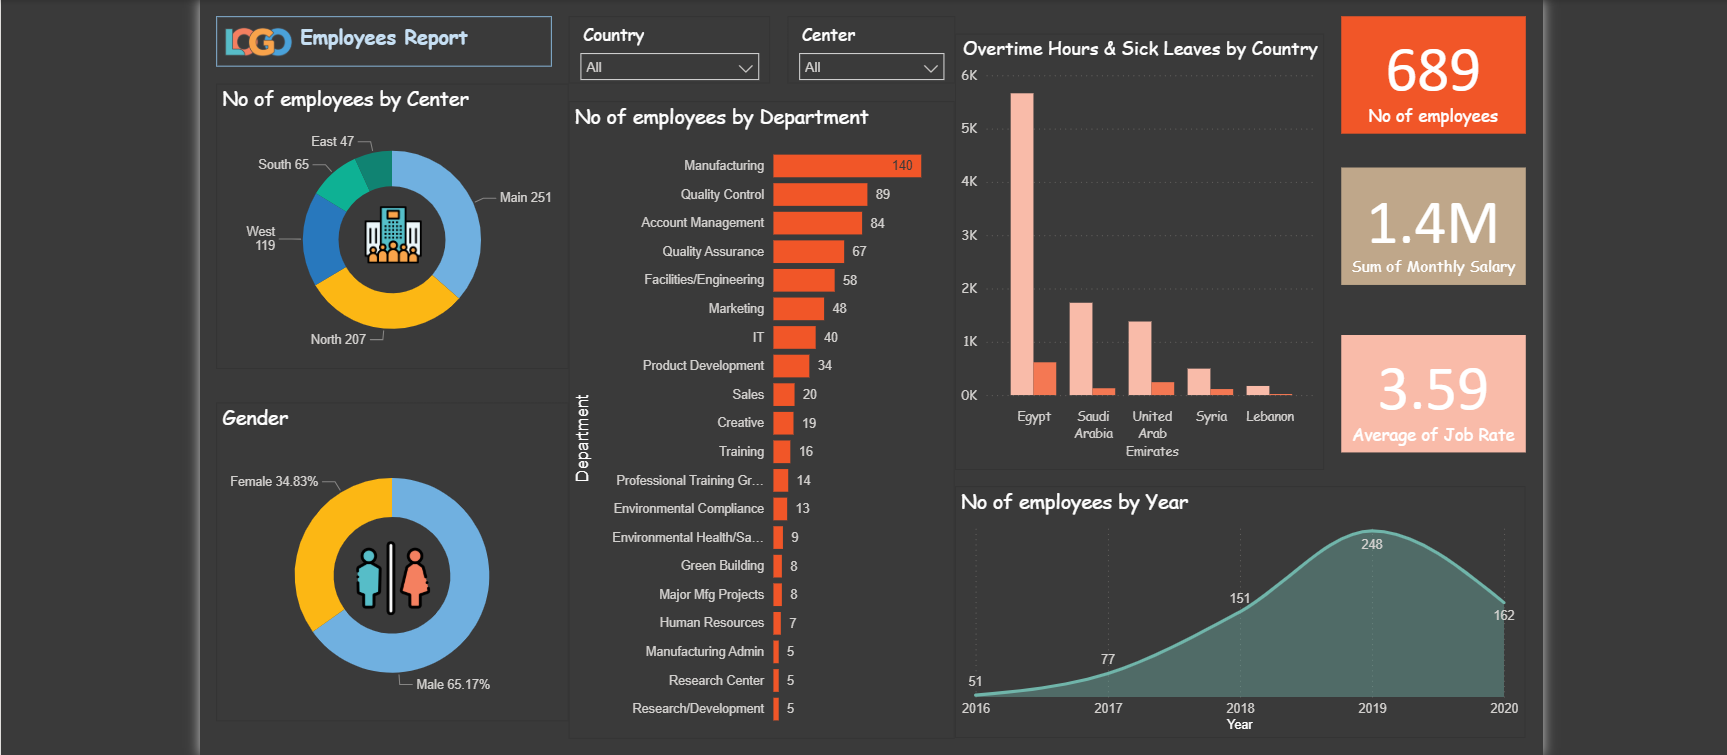 LOGO Employees Report
No of employees by Center
East 47
South 65
Main 251
West
119
North 207
Gender
Female 34.83%
Male 65.17%
Country
All
Center
All
No of employees by Department
Department
Manufacturing 140
Quality Control 89
Account Management 84
Quality Assurance 67
Facilities/Engineering 58
Marketing 48
IT 40
Product Development 34
Sales 20
Creative 19
Training 16
Professional Training Gr... 14
Environmental Compliance 13
Environmental Health/Sa... 9
Green Building 8
Major Mfg Projects 8
Human Resources 7
Manufacturing Admin 5
Research Center 5
Research/Development 5
Overtime Hours & Sick Leaves by Country
6K
5K
4K
3K
2K
1K
0K
Egypt
Saudi
Arabia
United
Arab
Emirates
Syria
Lebanon
689
No of employees
1.4M
Sum of Monthly Salary
3.59
Average of Job Rate
No of employees by Year
51
77
151
248
162
2016 2017 2018 2019 2020
Year